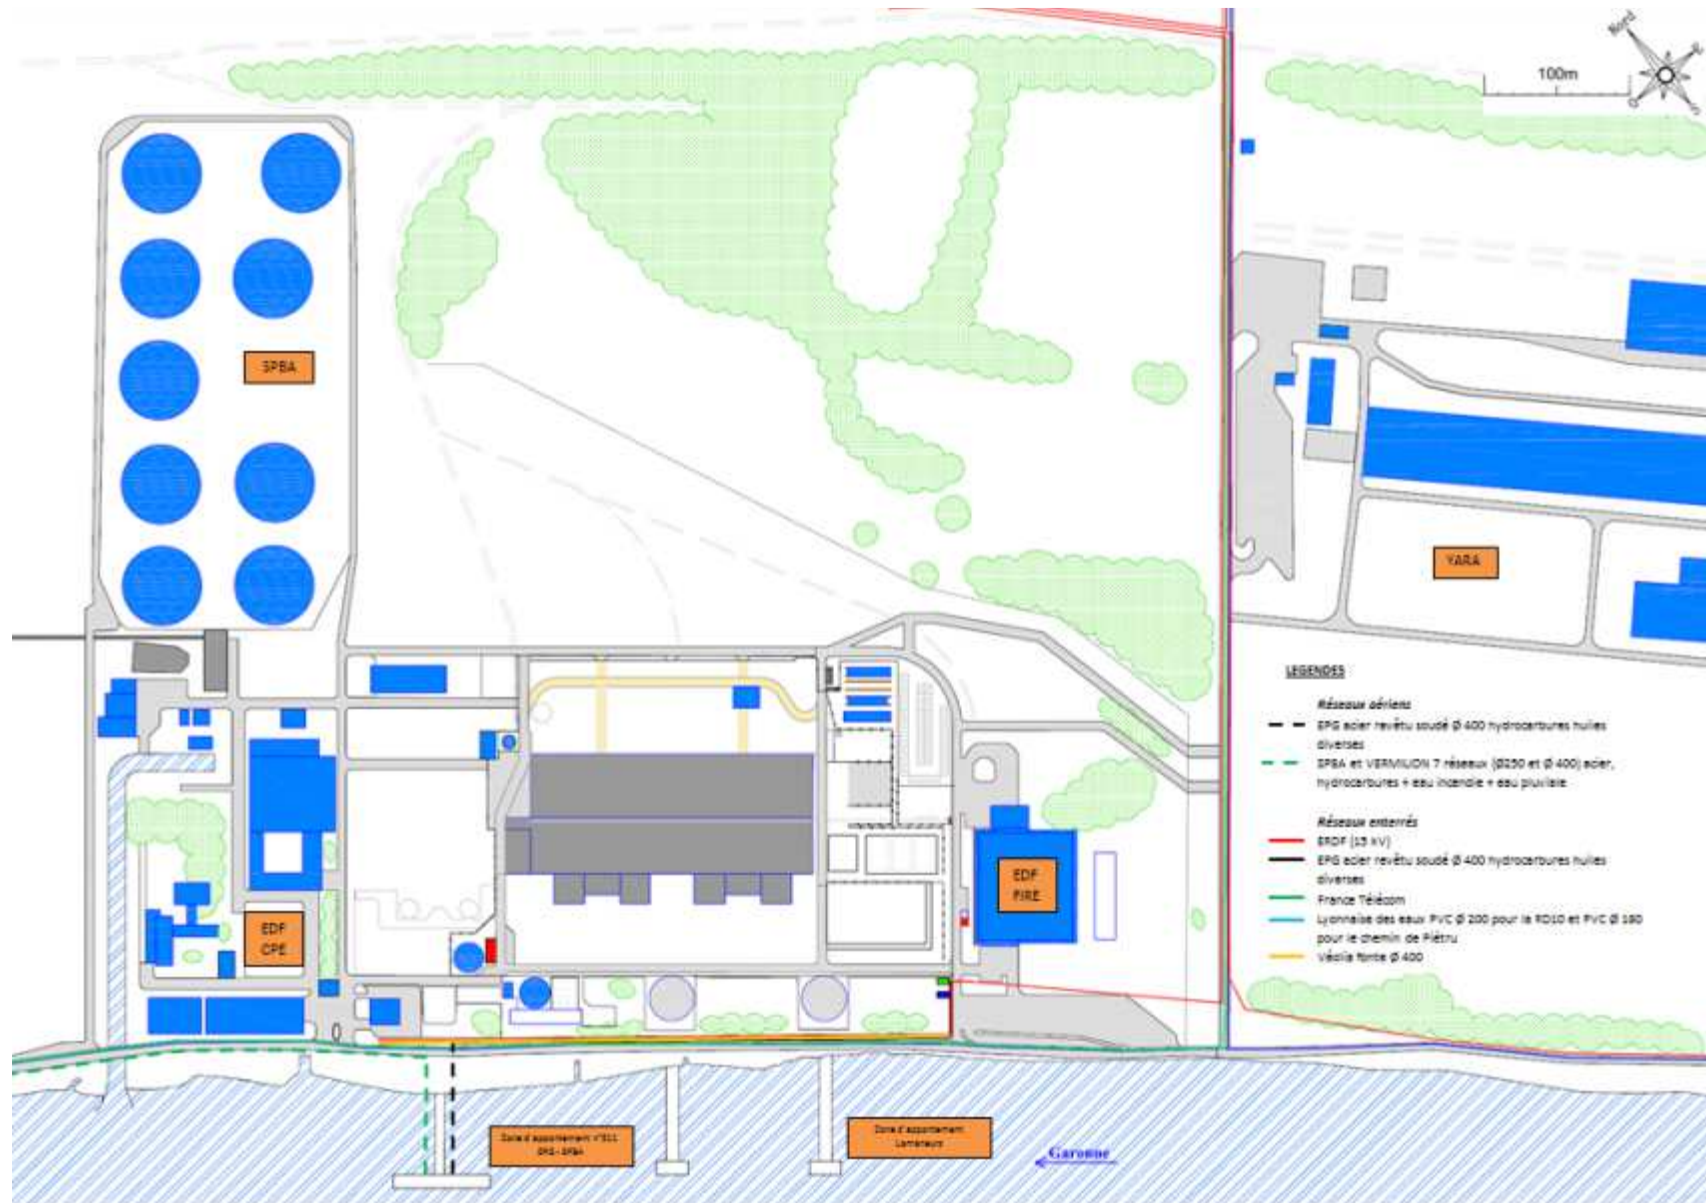 Nord
100m
SPBA
YARA
LEGENDES
Réseaux aériens
EPG acier revêtu soudé Ø 400 hydrocarbures huiles
diverses
SPBA et VERMILION 7 réseaux (Ø250 et Ø 400) acier,
hydrocarbures + eau incendie + eau pluviale
Réseaux enterrés
ERDF (15 KV)
EPG acier revêtu soudé Ø 400 hydrocarbures huiles
diverses
France Télécom
Lyonnaise des eaux PVC Ø 200 pour la RD10 et PVC Ø 160
pour le chemin de Piétru
Véolia fonte Ø 400
EDF
FIRE
EDF
CPE
Zone d'appontement n°511
SPBA
Zone d'appontement
Lamaneurs
Garonne